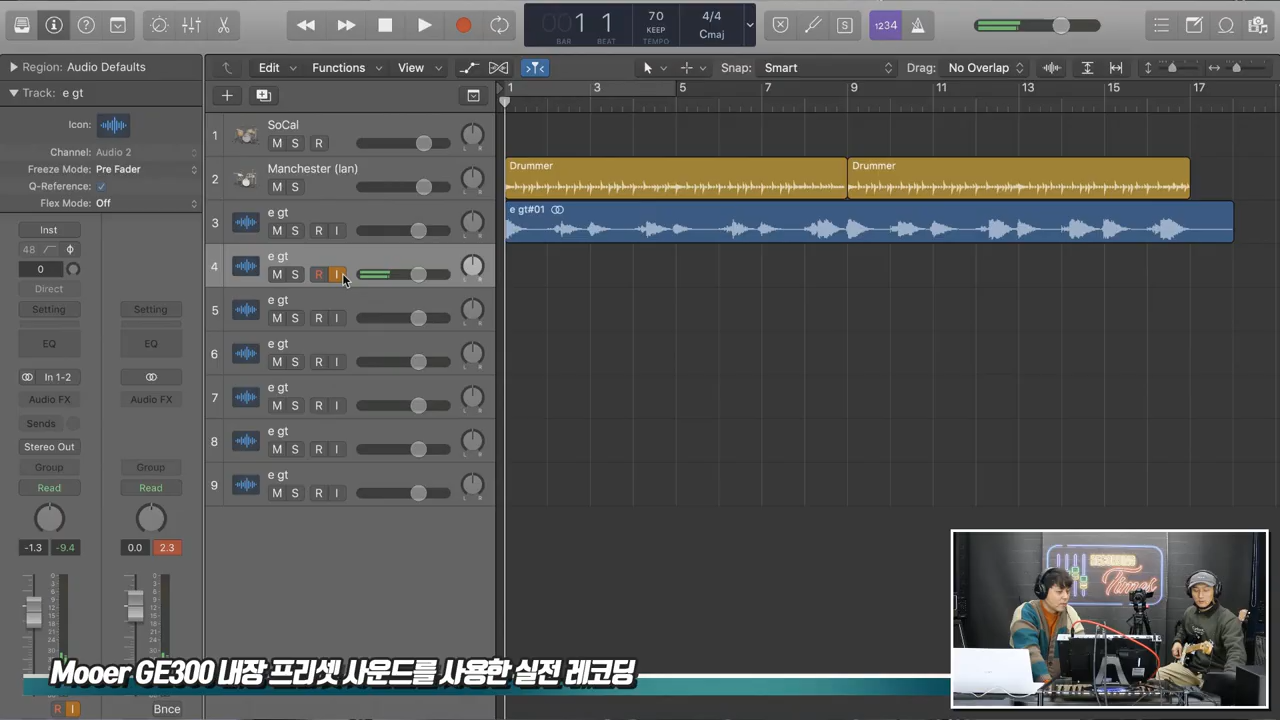 1 1
BAR BEAT
70
KEEP
TEMPO
4/4
Cmaj
S
1234
Region: Audio Defaults
Track: e gt
Icon:
Channel: Audio 2
Freeze Mode: Pre Fader
Q-Reference:
Flex Mode: Off
Edit Functions View
Snap: Smart
Drag: No Overlap
1 3 5 7 9 11 13 15 17
1 SoCal
M S R
2 Manchester (Ian)
M S
3 e gt
M S R I
4 e gt
M S R I
5 e gt
M S R I
6 e gt
M S R I
7 e gt
M S R I
8 e gt
M S R I
9 e gt
M S R I
Drummer Drummer
e gt#01
Inst
48
0
Direct
Setting Setting
EQ EQ
In 1-2
Audio FX Audio FX
Sends
Stereo Out
Group Group
Read Read
-1.3 -9.4 0.0 2.3
R I Bnce
Times
Mooer GE300 내장 프리셋 사운드를 사용한 실전 레코딩